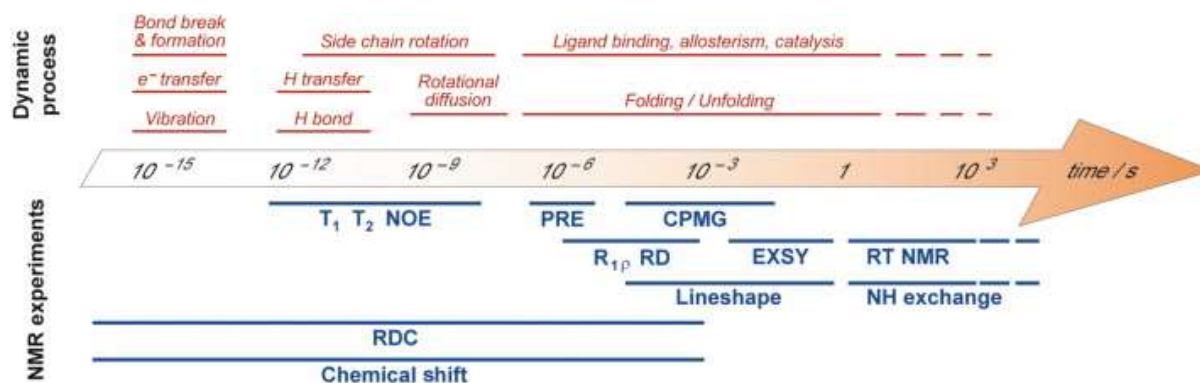 Dynamic
process
Bond break
& formation
Side chain rotation
Ligand binding, allosterism, catalysis
e⁻ transfer
H transfer
Rotational
diffusion
Folding / Unfolding
Vibration
H bond
10⁻¹⁵ 10⁻¹² 10⁻⁹ 10⁻⁶ 10⁻³ 1 10³ time / s
NMR experiments
T₁ T₂ NOE
PRE
CPMG
R₁ᵨ RD
EXSY
RT NMR
Lineshape
NH exchange
RDC
Chemical shift